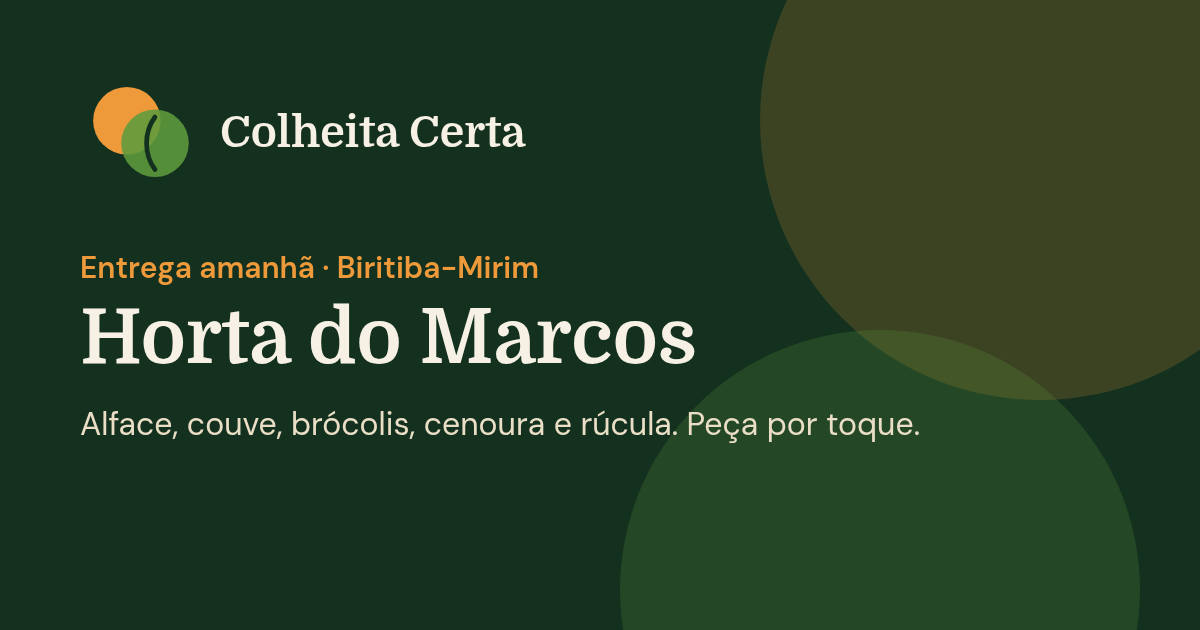 Colheita Certa
Entrega amanhã · Biritiba-Mirim
Horta do Marcos
Alface, couve, brócolis, cenoura e rúcula. Peça por toque.